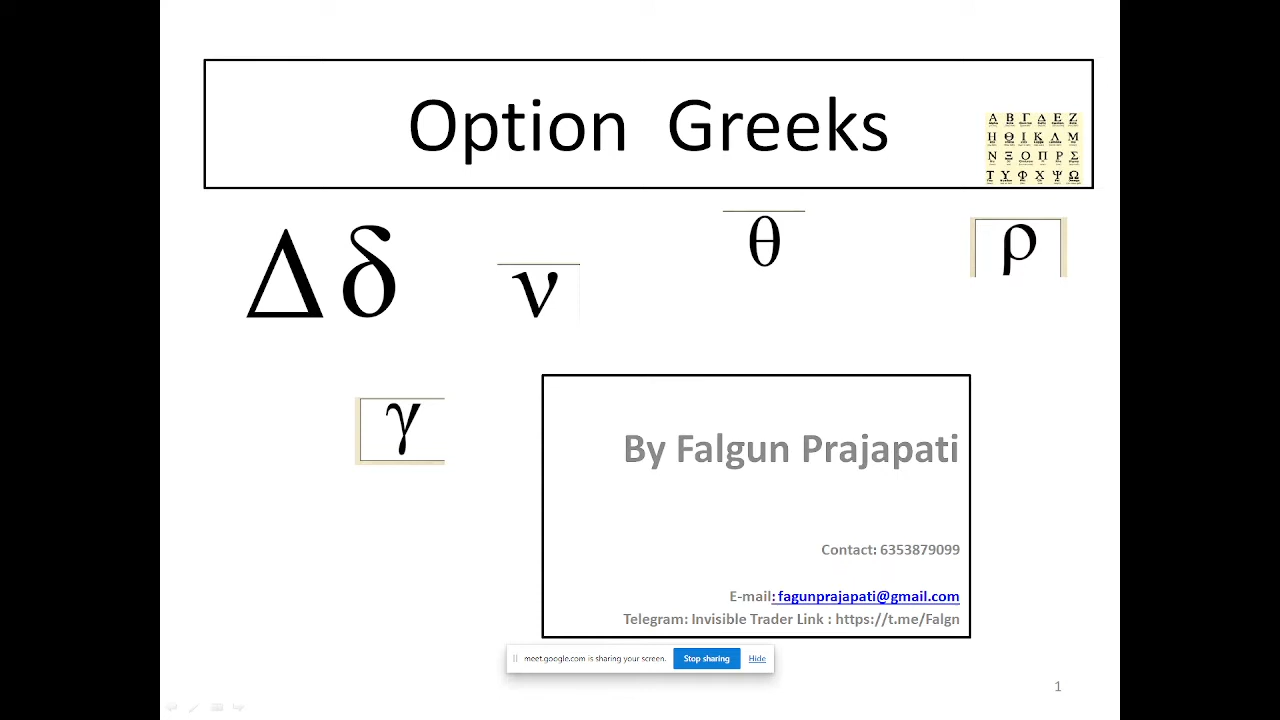 Option Greeks
Α Β Γ Δ Ε Ζ
Η Θ Ι Κ Λ Μ
Ν Ξ Ο Π Ρ Σ
Τ Υ Φ Χ Ψ Ω
Δ δ
ν
θ
ρ
γ
By Falgun Prajapati
Contact: 6353879099
E-mail: fagunprajapati@gmail.com
Telegram: Invisible Trader Link : https://t.me/Falgn
meet.google.com is sharing your screen.
Stop sharing
Hide
1